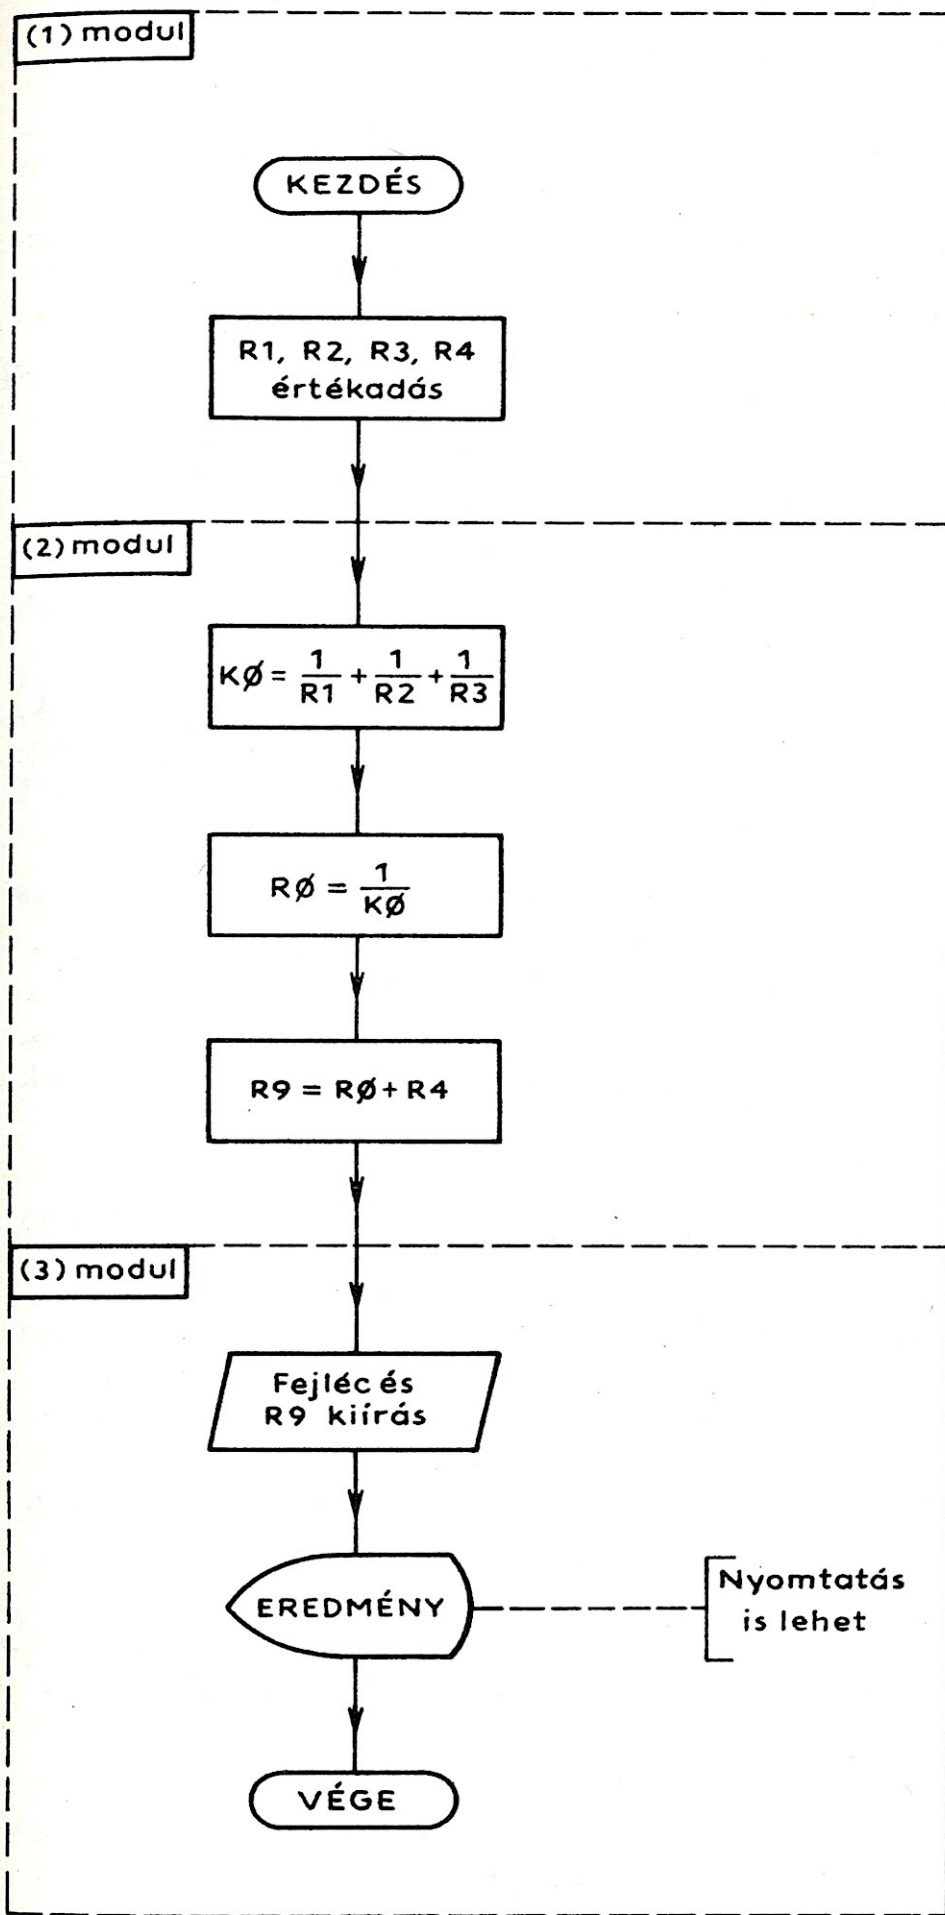 (1) modul
KEZDÉS
R1, R2, R3, R4
értékadás
(2) modul
KØ = 1/R1 + 1/R2 + 1/R3
RØ = 1/KØ
R9 = RØ + R4
(3) modul
Fejléc és
R9 kiírás
EREDMÉNY
Nyomtatás
is lehet
VÉGE